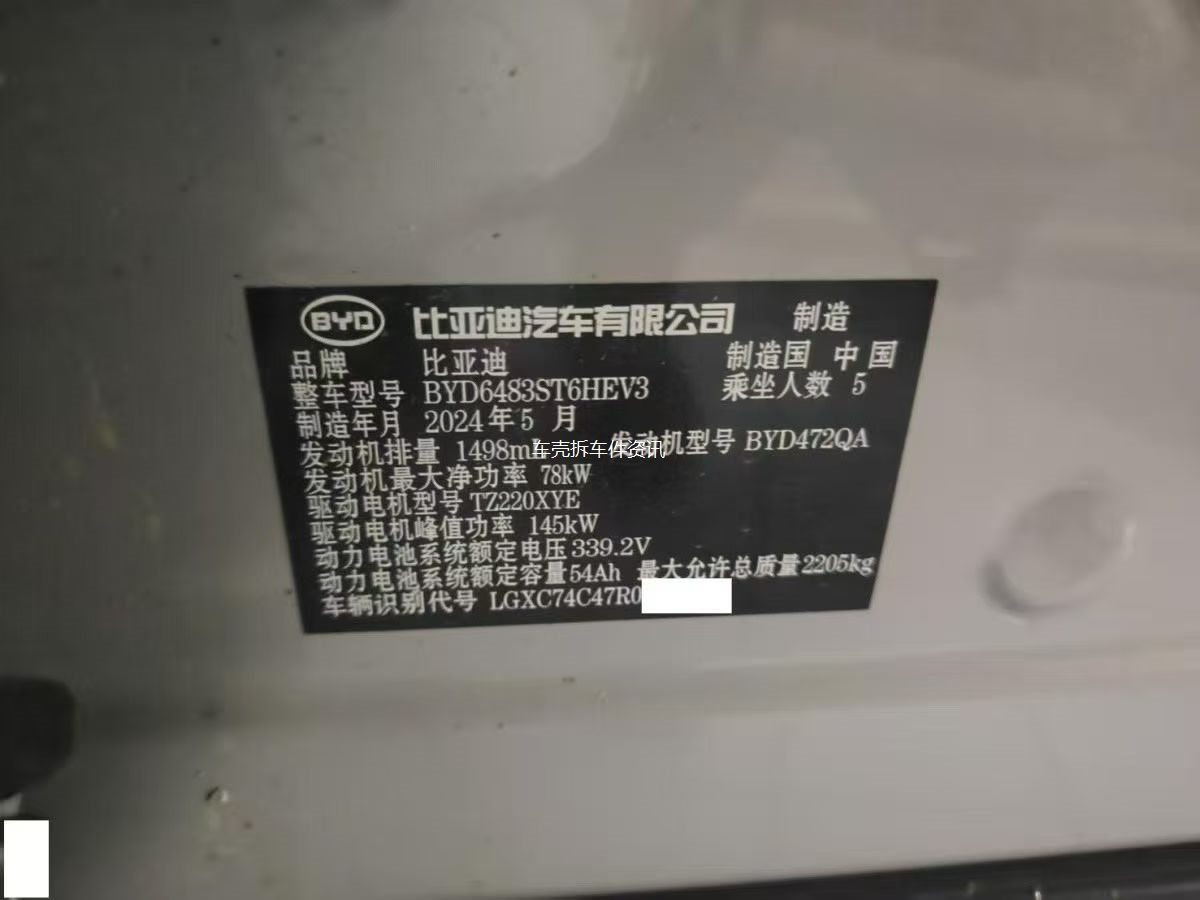 BYD 比亚迪汽车有限公司 制造
品牌 比亚迪 制造国 中国
整车型号 BYD6483ST6HEV3 乘坐人数 5
制造年月 2024年5月
发动机排量 1498m 发动机型号 BYD472QA
车壳拆车件资讯
发动机最大净功率 78kW
驱动电机型号 TZ220XYE
驱动电机峰值功率 145kW
动力电池系统额定电压 339.2V
动力电池系统额定容量 54Ah 最大允许总质量 2205kg
车辆识别代号 LGXC74C47R0